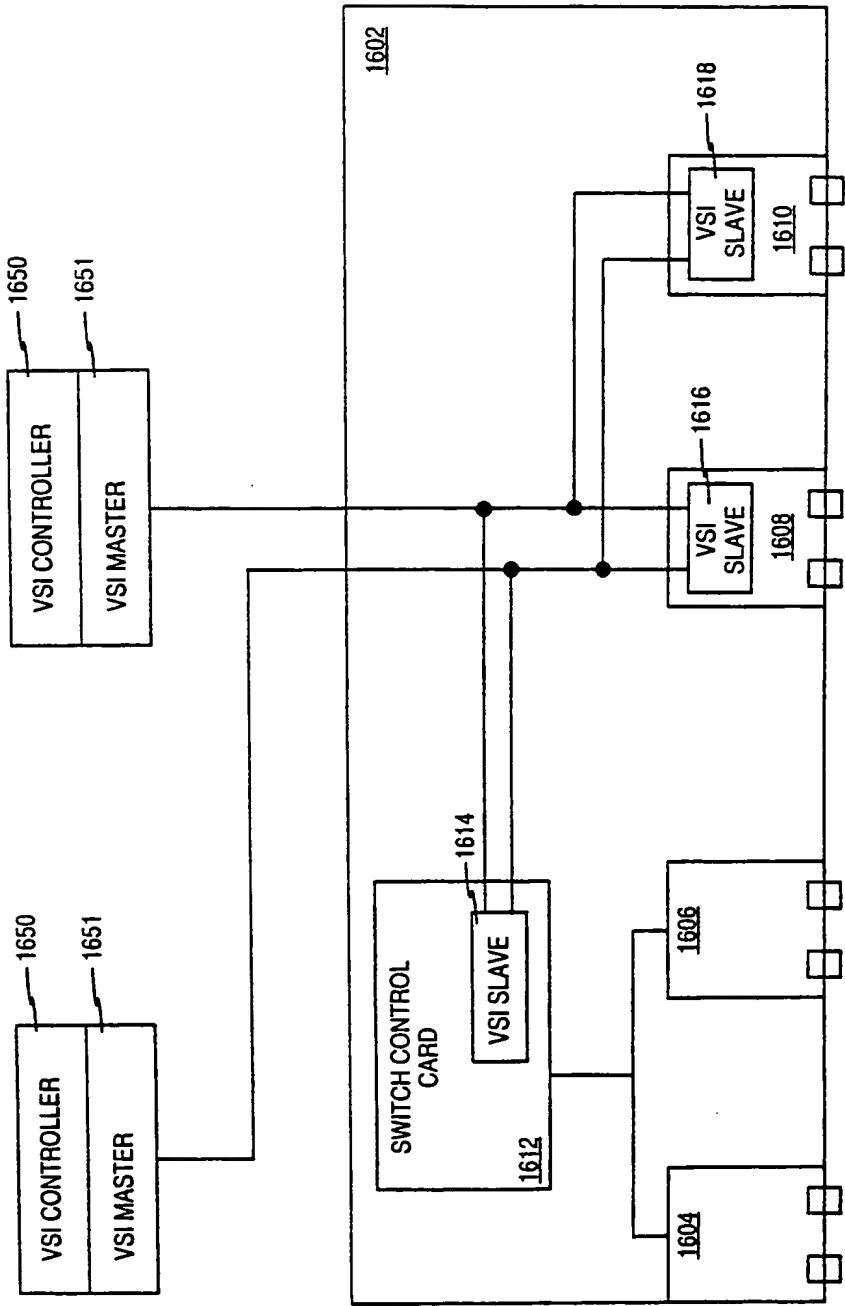 VSI CONTROLLER
1650
VSI MASTER
1651
VSI CONTROLLER
1650
VSI MASTER
1651
1602
SWITCH CONTROL
CARD
1614
VSI SLAVE
1612
1604
1606
1616
VSI
SLAVE
1608
1618
VSI
SLAVE
1610